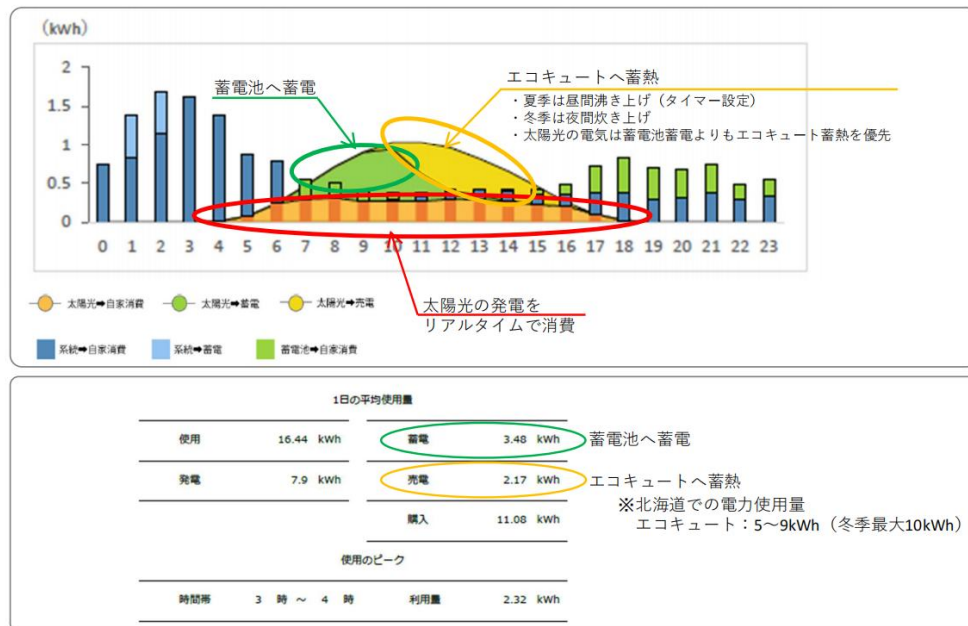 （kWh）
2
1.5
1
0.5
0
0 1 2 3 4 5 6 7 8 9 10 11 12 13 14 15 16 17 18 19 20 21 22 23
蓄電池へ蓄電
エコキュートへ蓄熱
・夏季は昼間沸き上げ（タイマー設定）
・冬季は夜間炊き上げ
・太陽光の電気は蓄電池蓄電よりもエコキュート蓄熱を優先
太陽光の発電を
リアルタイムで消費
太陽光➡自家消費 太陽光➡蓄電 太陽光➡売電
系統➡自家消費 系統➡蓄電 蓄電池➡自家消費
1日の平均使用量
使用 16.44 kWh 蓄電 3.48 kWh 蓄電池へ蓄電
発電 7.9 kWh 売電 2.17 kWh エコキュートへ蓄熱
※北海道での電力使用量
購入 11.08 kWh エコキュート：5～9kWh（冬季最大10kWh）
使用のピーク
時間帯 3 時 ～ 4 時 利用量 2.32 kWh